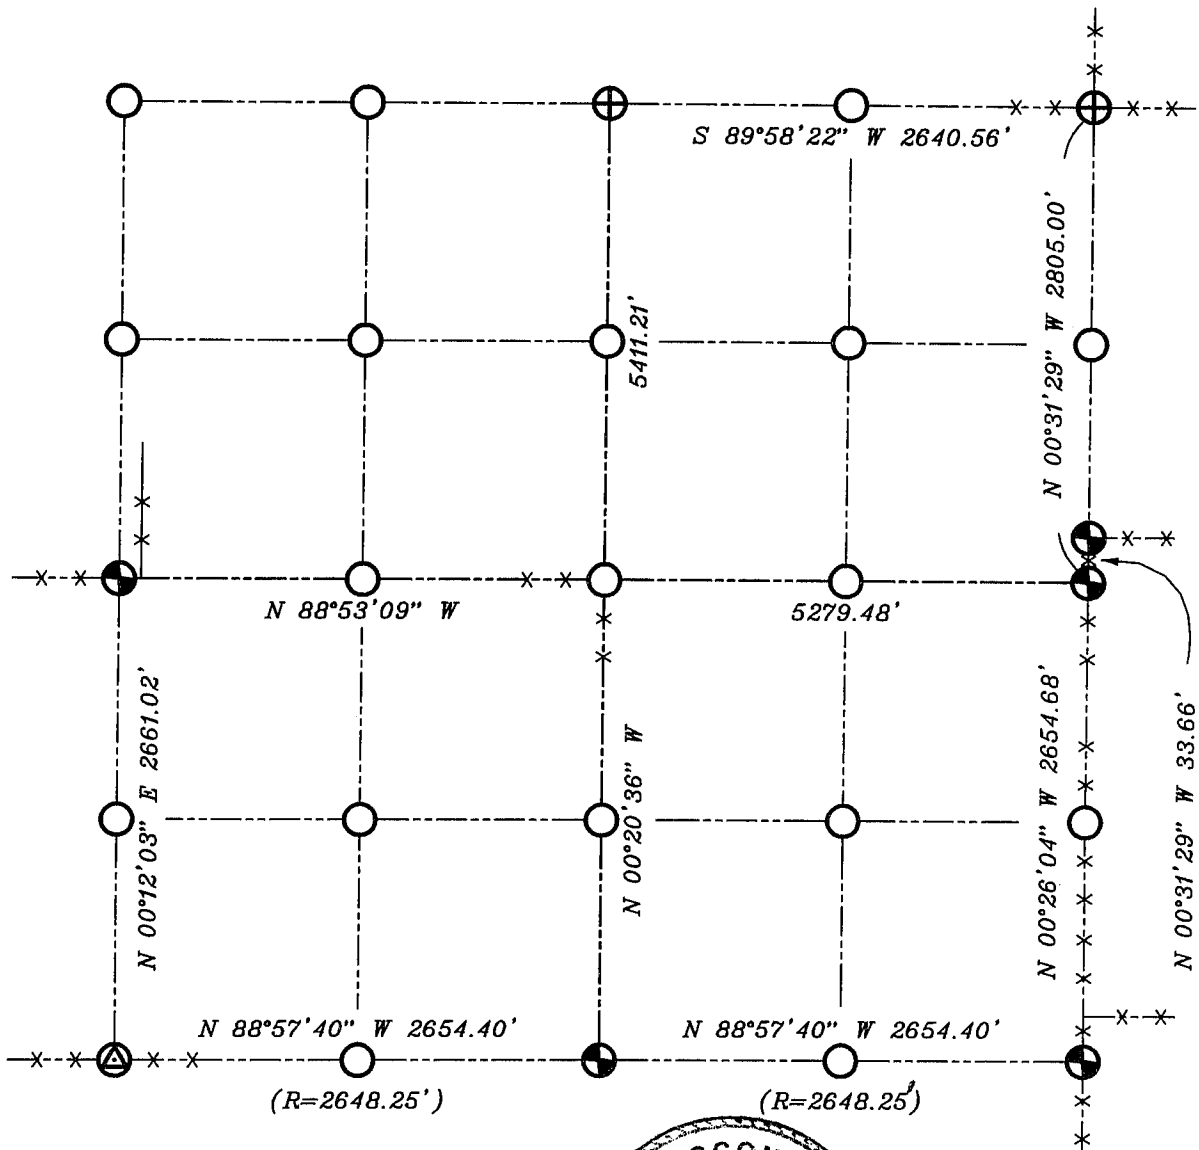 S 89°58'22" W 2640.56'
N 00°31'29" W 2805.00'
5411.21'
N 88°53'09" W
5279.48'
N 00°12'03" E 2661.02'
N 00°20'36" W
N 00°26'04" W 2654.68'
N 00°31'29" W 33.66'
N 88°57'40" W 2654.40'
N 88°57'40" W 2654.40'
(R=2648.25')
(R=2648.25')